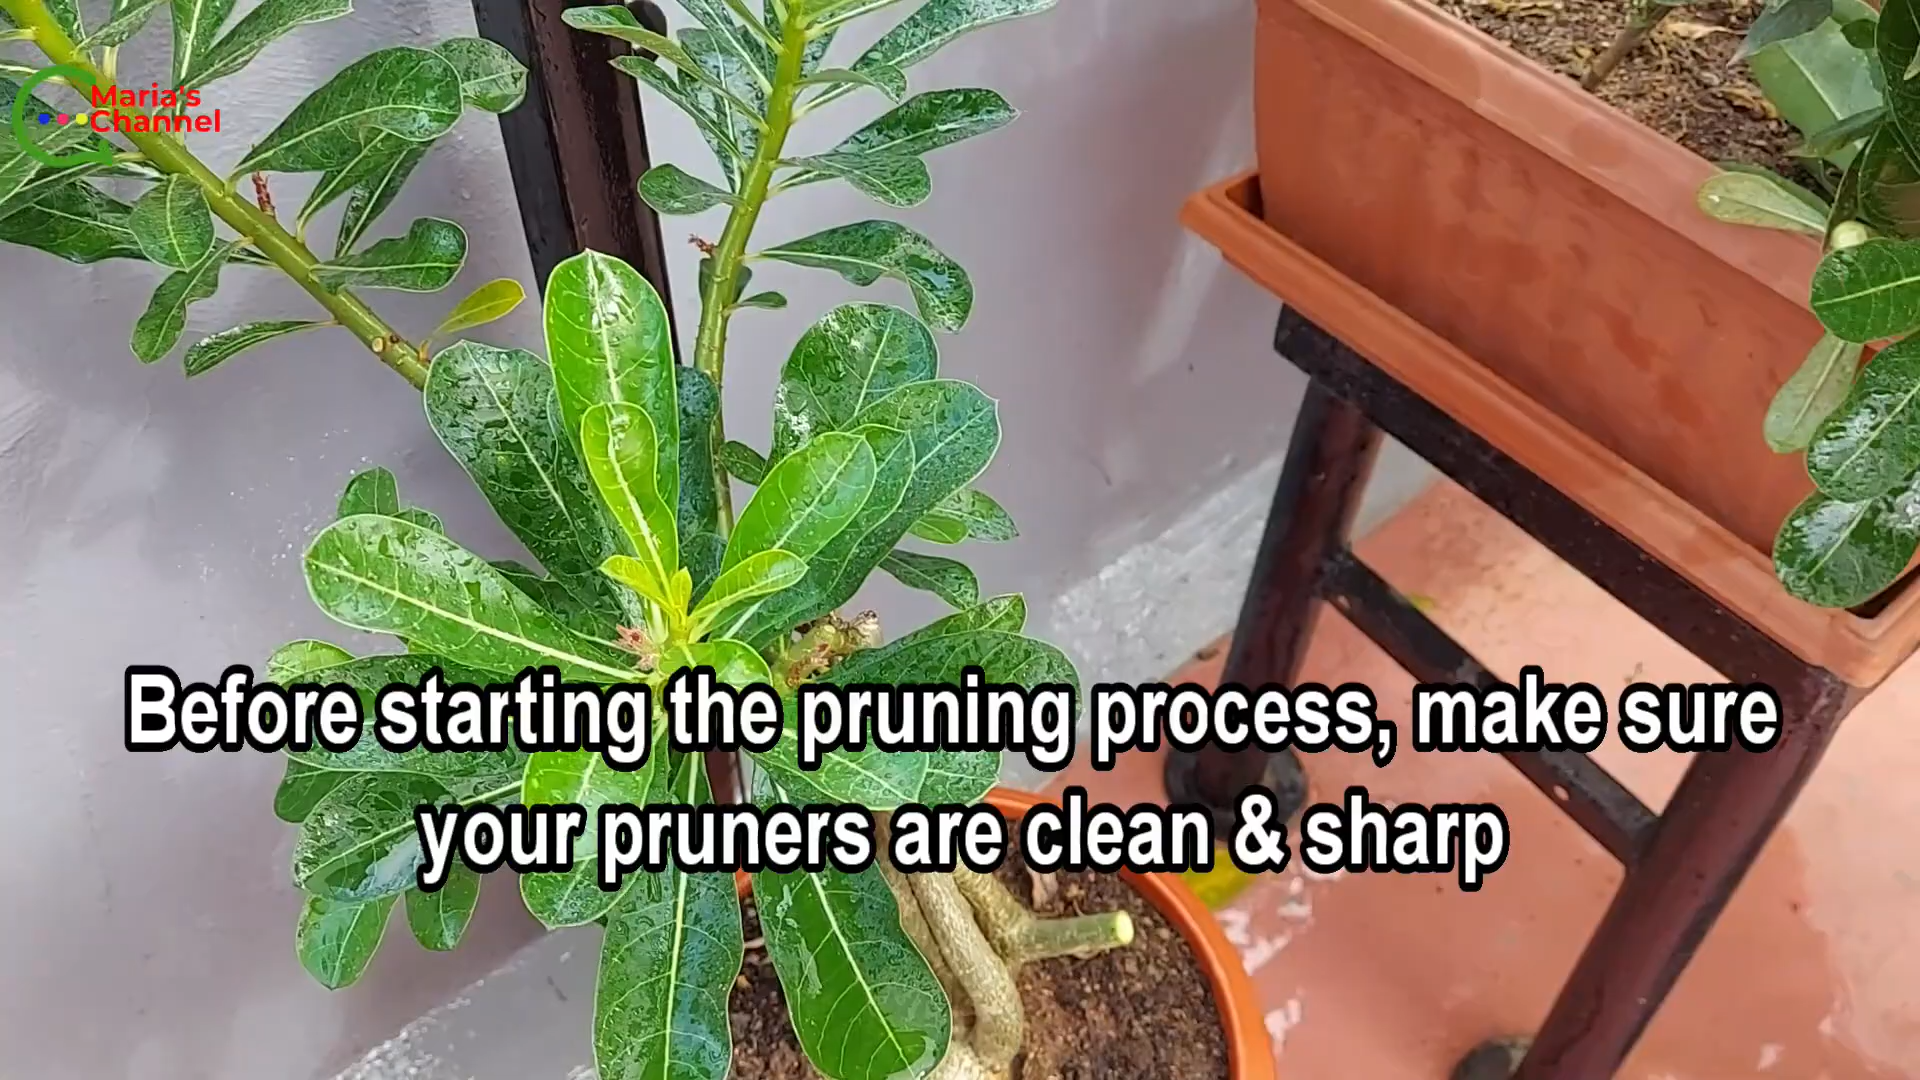 Maria's
Channel
Before starting the pruning process, make sure
your pruners are clean & sharp